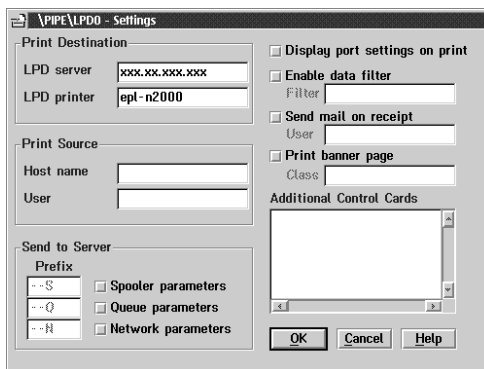 \PIPE\LPD0 - Settings
Print Destination
LPD server xxx.xx.xxx.xxx
LPD printer epl-n2000
Print Source
Host name
User
Send to Server
Prefix
--S Spooler parameters
--Q Queue parameters
--N Network parameters
Display port settings on print
Enable data filter
Filter
Send mail on receipt
User
Print banner page
Class
Additional Control Cards
OK Cancel Help